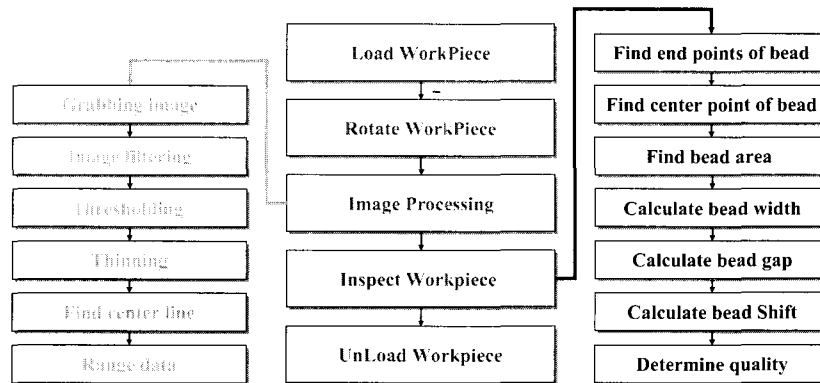 Grabbing image
Image filtering
Thresholding
Thinning
Find center line
Range data
Load WorkPiece
Rotate WorkPiece
Image Processing
Inspect Workpiece
UnLoad Workpiece
Find end points of bead
Find center point of bead
Find bead area
Calculate bead width
Calculate bead gap
Calculate bead Shift
Determine quality